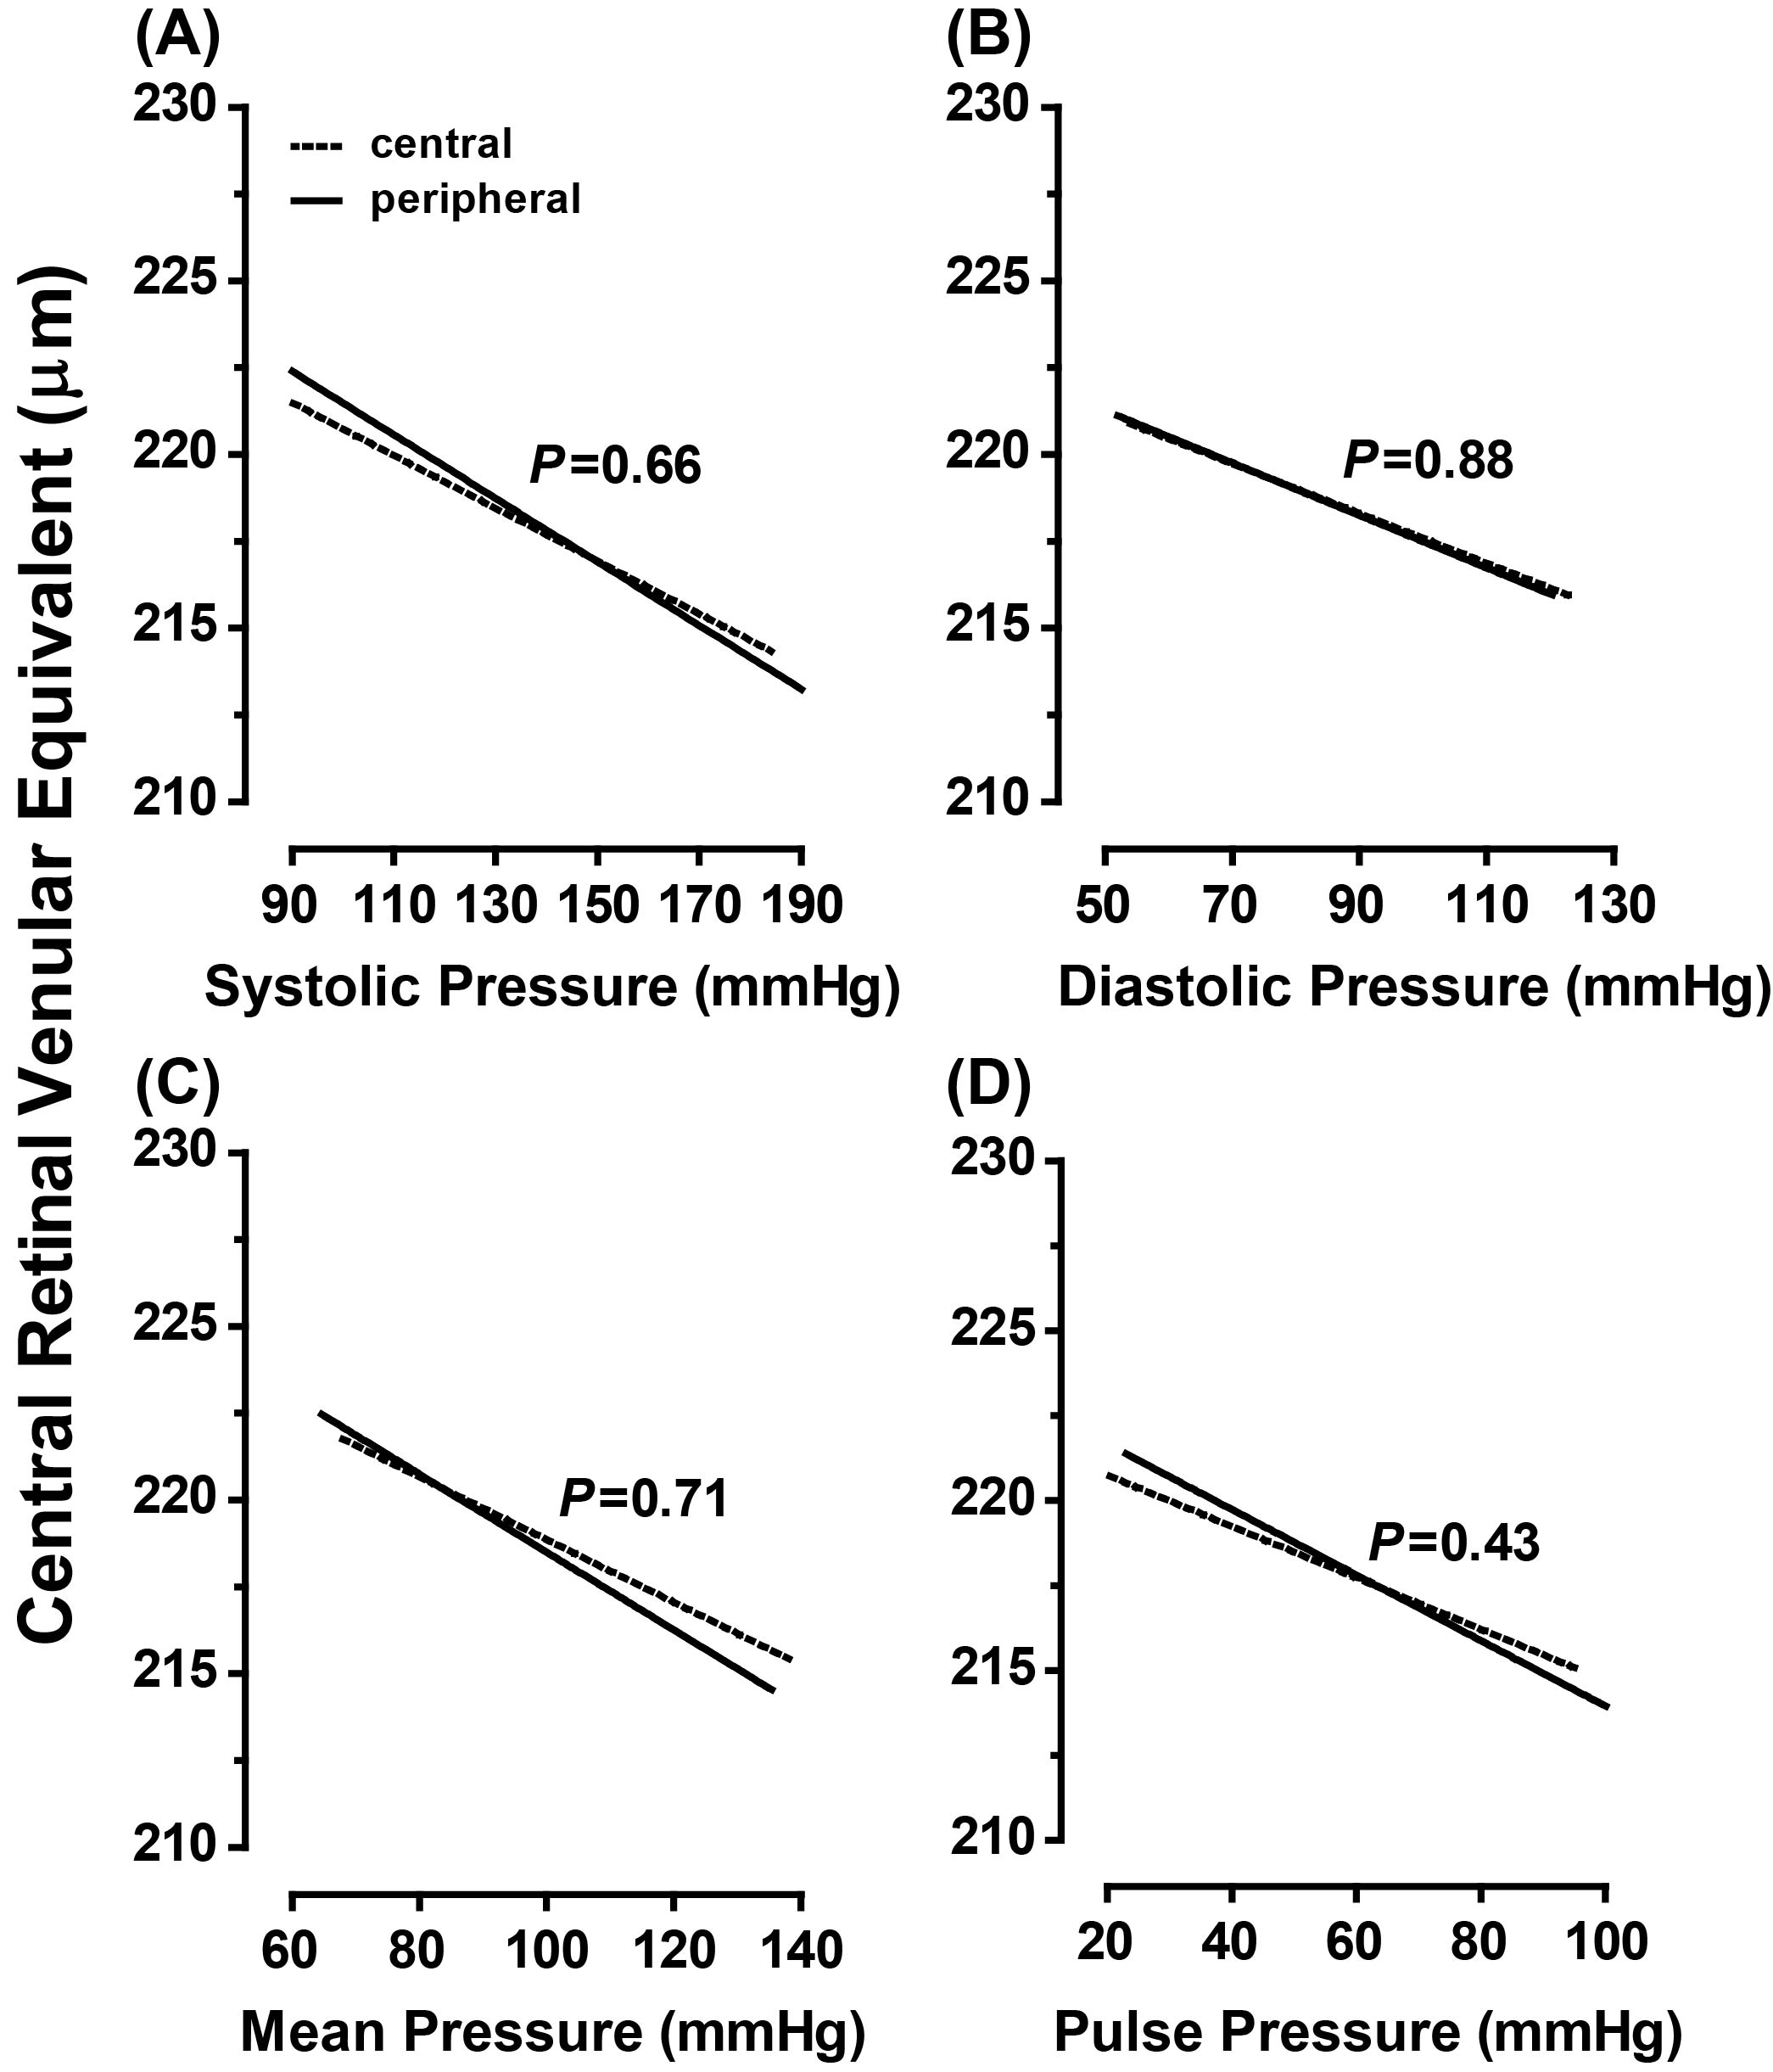 Central Retinal Venular Equivalent (μm)
(A)
230
225
220
215
210
central
peripheral
P=0.66
90 110 130 150 170 190
Systolic Pressure (mmHg)
(B)
230
225
220
215
210
P=0.88
50 70 90 110 130
Diastolic Pressure (mmHg)
(C)
230
225
220
215
210
P=0.71
60 80 100 120 140
Mean Pressure (mmHg)
(D)
230
225
220
215
210
P=0.43
20 40 60 80 100
Pulse Pressure (mmHg)